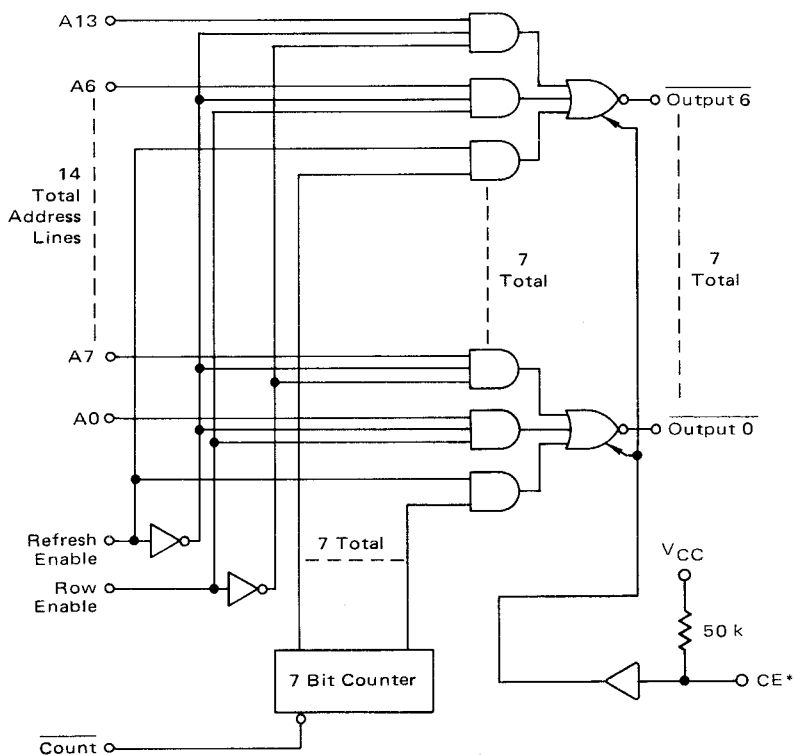 A13
A6
Output 6
14
Total
Address
Lines
7
Total
7
Total
A7
A0
Output 0
Refresh
Enable
7 Total
Row
Enable
VCC
50 k
7 Bit Counter
CE*
Count